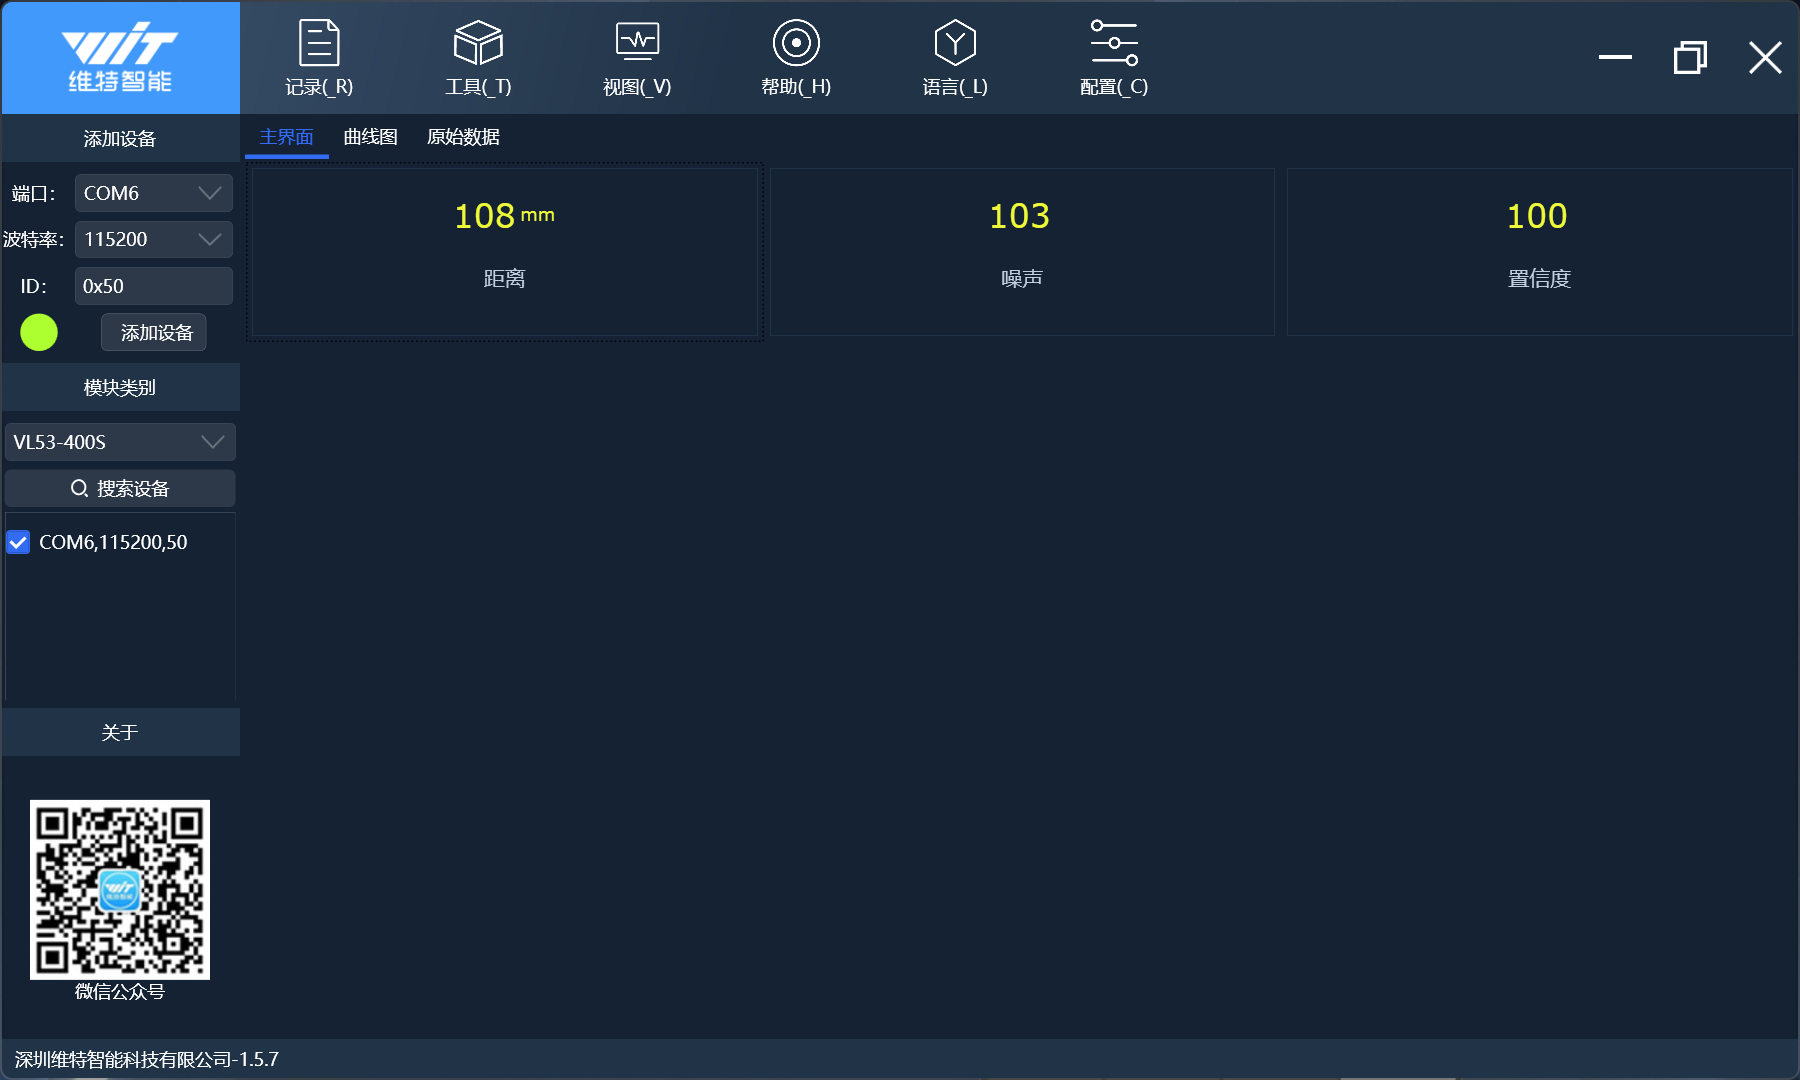 WIT
维特智能
记录(_R)
工具(_T)
视图(_V)
帮助(_H)
语言(_L)
配置(_C)
添加设备
主界面
曲线图
原始数据
端口:
COM6
波特率:
115200
ID:
0x50
添加设备
108 mm
距离
103
噪声
100
置信度
模块类别
VL53-400S
搜索设备
COM6,115200,50
关于
WIT
维特智能
微信公众号
深圳维特智能科技有限公司-1.5.7